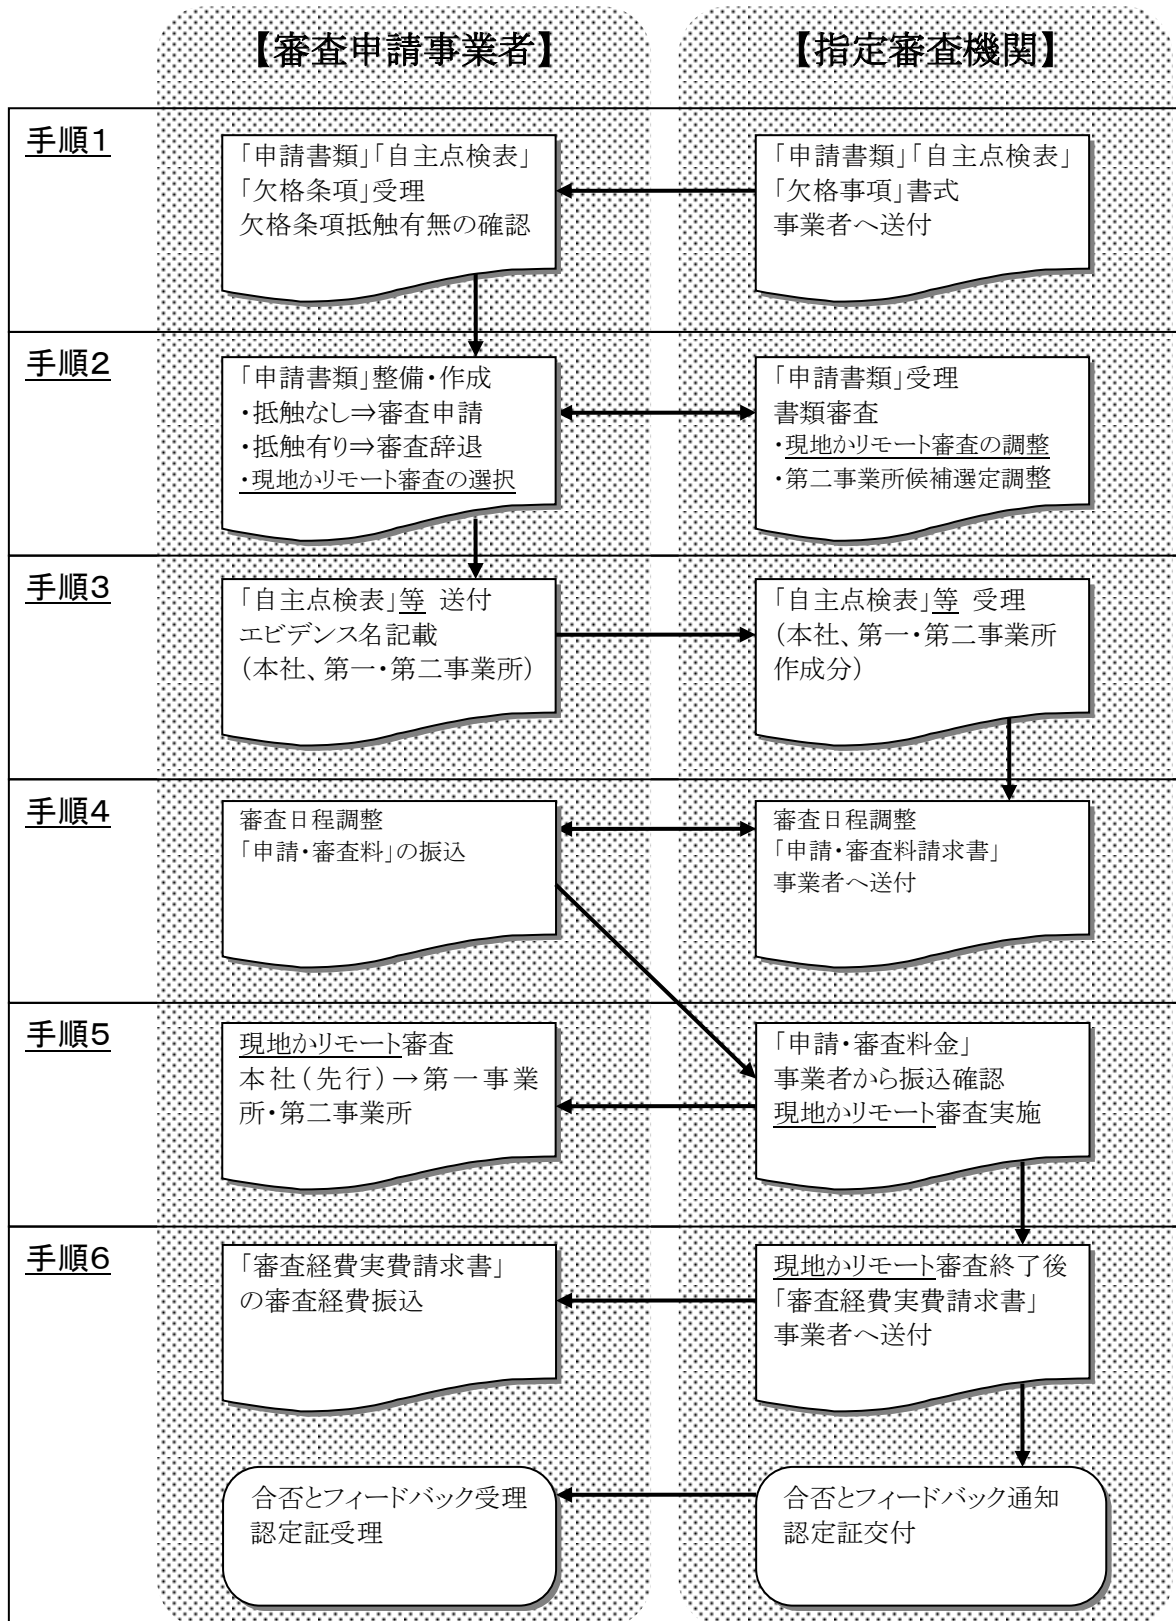 【審査申請事業者】
【指定審査機関】
手順1
「申請書類」「自主点検表」
「欠格条項」受理
欠格条項抵触有無の確認
「申請書類」「自主点検表」
「欠格事項」書式
事業者へ送付
手順2
「申請書類」整備・作成
・抵触なし⇒審査申請
・抵触有り⇒審査辞退
・現地かリモート審査の選択
「申請書類」受理
書類審査
・現地かリモート審査の調整
・第二事業所候補選定調整
手順3
「自主点検表」等 送付
エビデンス名記載
(本社、第一・第二事業所)
「自主点検表」等 受理
(本社、第一・第二事業所
作成分)
手順4
審査日程調整
「申請・審査料」の振込
審査日程調整
「申請・審査料請求書」
事業者へ送付
手順5
現地かリモート審査
本社(先行)→第一事業
所・第二事業所
「申請・審査料金」
事業者から振込確認
現地かリモート審査実施
手順6
「審査経費実費請求書」
の審査経費振込
現地かリモート審査終了後
「審査経費実費請求書」
事業者へ送付
合否とフィードバック受理
認定証受理
合否とフィードバック通知
認定証交付